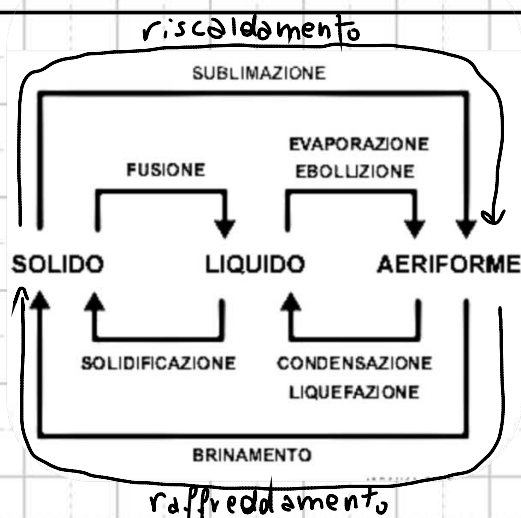 riscaldamento
SUBLIMAZIONE
EVAPORAZIONE
FUSIONE EBOLLIZIONE
SOLIDO LIQUIDO AERIFORME
SOLIDIFICAZIONE CONDENSAZIONE
LIQUEFAZIONE
BRINAMENTO
raffreddamento